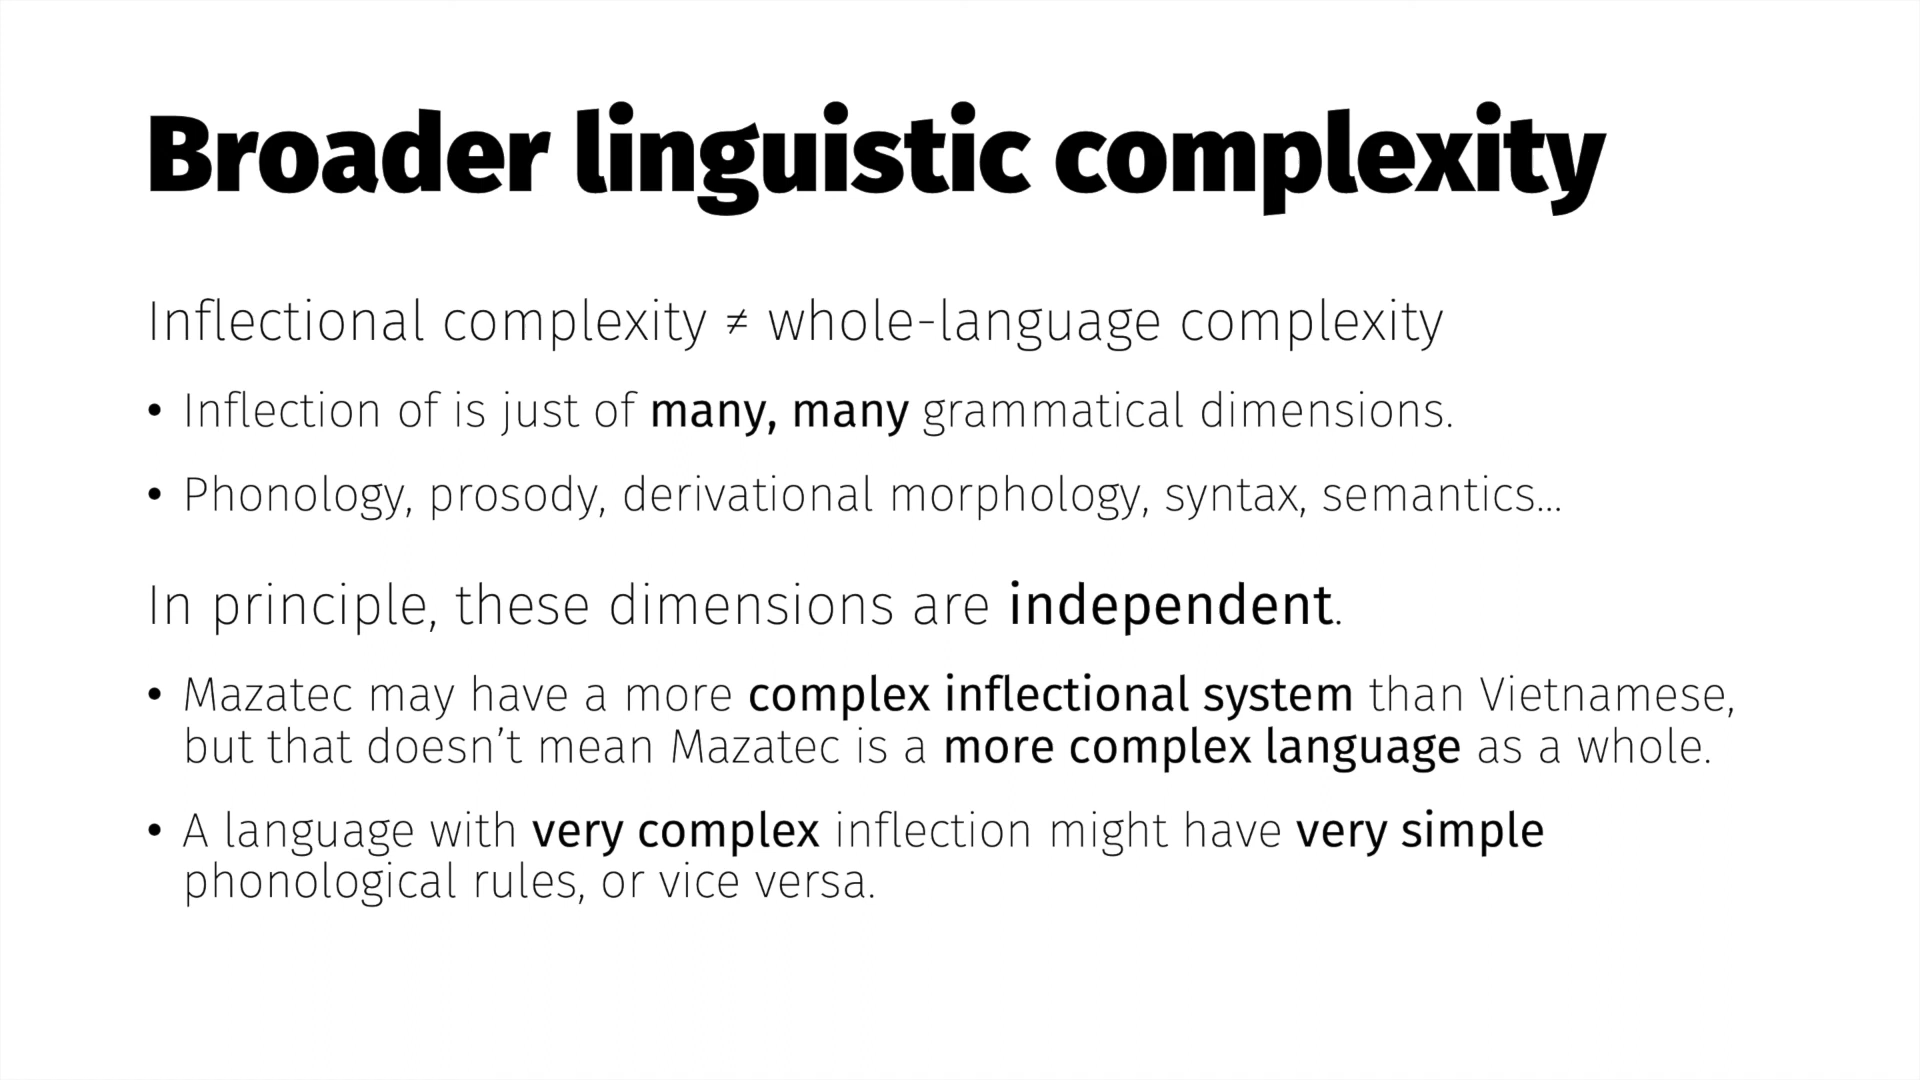 Broader linguistic complexity
Inflectional complexity ≠ whole-language complexity
• Inflection of is just of many, many grammatical dimensions.
• Phonology, prosody, derivational morphology, syntax, semantics…
In principle, these dimensions are independent.
• Mazatec may have a more complex inflectional system than Vietnamese,
but that doesn’t mean Mazatec is a more complex language as a whole.
• A language with very complex inflection might have very simple
phonological rules, or vice versa.